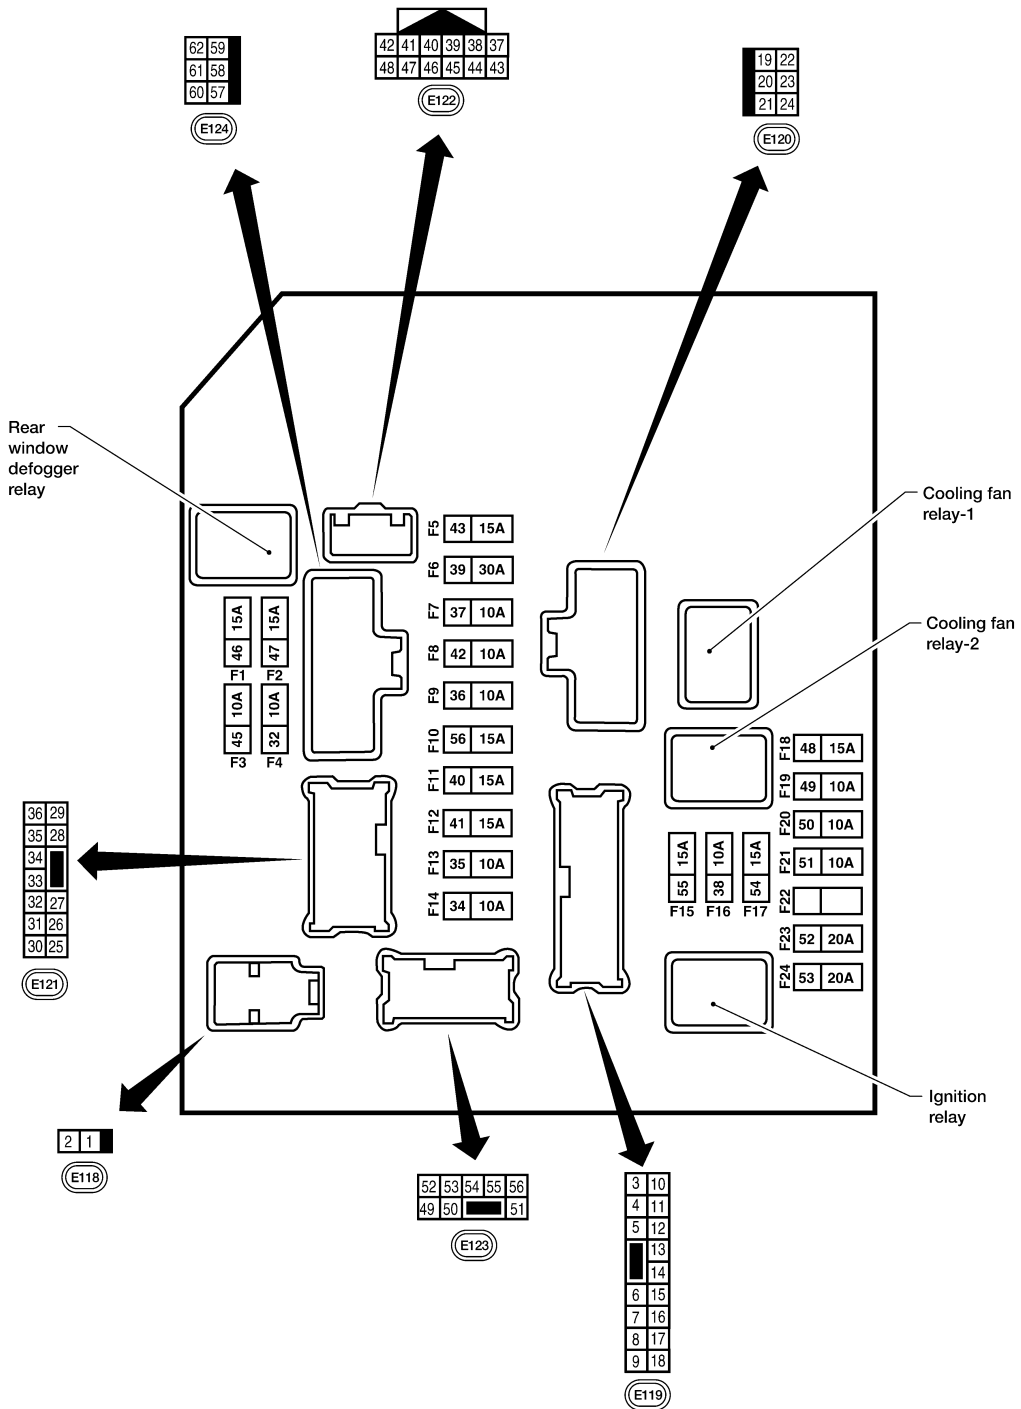 62 59
61 58
60 57
E124
42 41 40 39 38 37
48 47 46 45 44 43
E122
19 22
20 23
21 24
E120
Rear
window
defogger
relay
Cooling fan
relay-1
Cooling fan
relay-2
F5 43 15A
F6 39 30A
F7 37 10A
F8 42 10A
F9 36 10A
F10 56 15A
F11 40 15A
F12 41 15A
F13 35 10A
F14 34 10A
15A 15A
46 47
F1 F2
10A 10A
45 32
F3 F4
F18 48 15A
F19 49 10A
F20 50 10A
F21 51 10A
F22
F23 52 20A
F24 53 20A
15A 10A 15A
55 38 54
F15 F16 F17
36 29
35 28
34
33
32 27
31 26
30 25
E121
Ignition
relay
2 1
E118
52 53 54 55 56
49 50 51
E123
3 10
4 11
5 12
13
14
6 15
7 16
8 17
9 18
E119